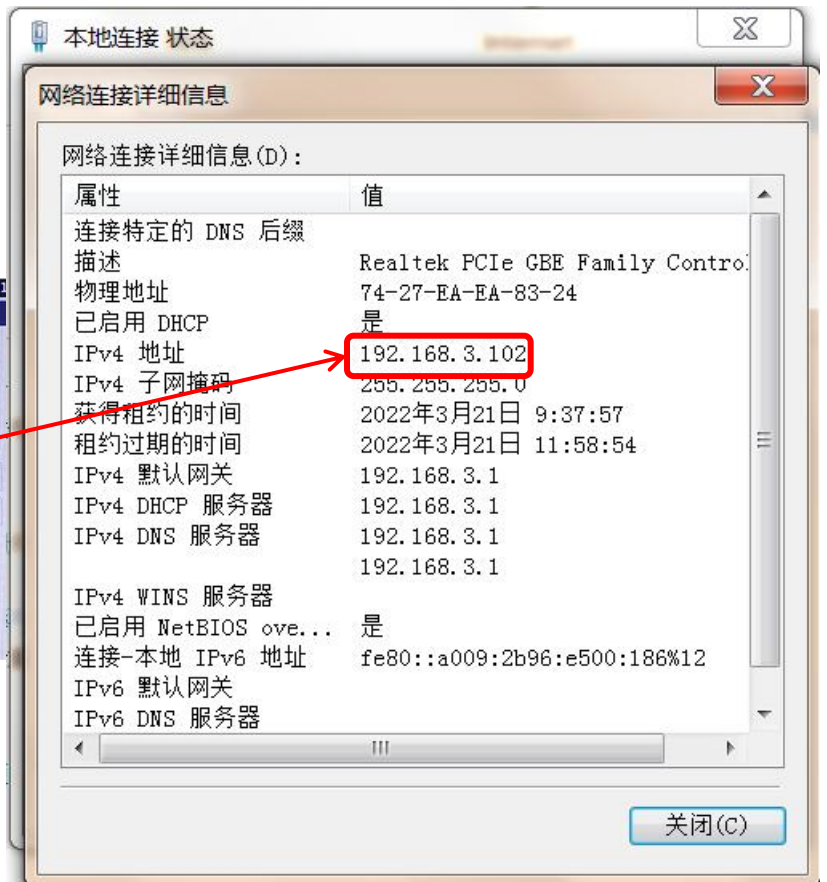 本地连接 状态
网络连接详细信息
网络连接详细信息(D):
属性 值
连接特定的 DNS 后缀
描述 Realtek PCIe GBE Family Contro
物理地址 74-27-EA-EA-83-24
已启用 DHCP 是
IPv4 地址 192.168.3.102
IPv4 子网掩码 255.255.255.0
获得租约的时间 2022年3月21日 9:37:57
租约过期的时间 2022年3月21日 11:58:54
IPv4 默认网关 192.168.3.1
IPv4 DHCP 服务器 192.168.3.1
IPv4 DNS 服务器 192.168.3.1
192.168.3.1
IPv4 WINS 服务器
已启用 NetBIOS ove... 是
连接-本地 IPv6 地址 fe80::a009:2b96:e500:186%12
IPv6 默认网关
IPv6 DNS 服务器
关闭(C)